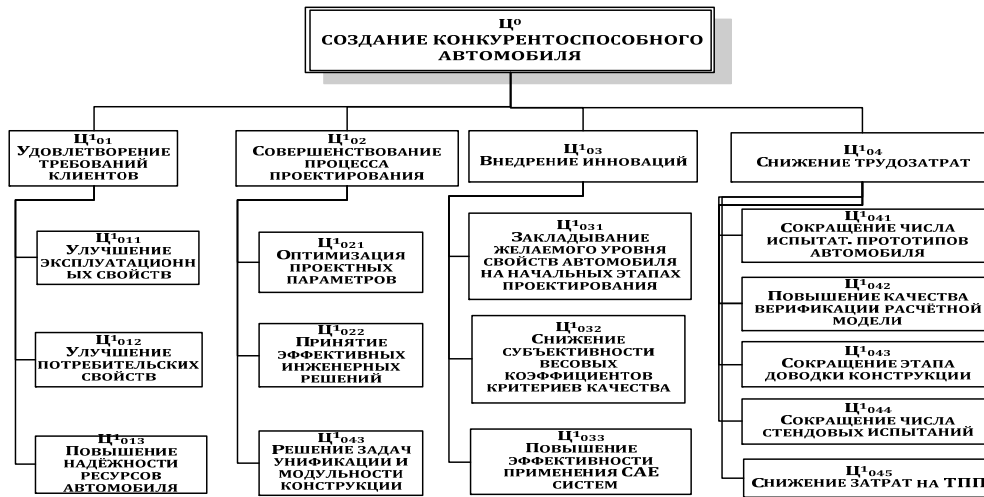 Ц⁰
СОЗДАНИЕ КОНКУРЕНТОСПОСОБНОГО
АВТОМОБИЛЯ
Ц¹01
УДОВЛЕТВОРЕНИЕ
ТРЕБОВАНИЙ
КЛИЕНТОВ
Ц¹011
УЛУЧШЕНИЕ
ЭКСПЛУАТАЦИОНН
ЫХ СВОЙСТВ
Ц¹012
УЛУЧШЕНИЕ
ПОТРЕБИТЕЛЬСКИХ
СВОЙСТВ
Ц¹013
ПОВЫШЕНИЕ
НАДЁЖНОСТИ
РЕСУРСОВ
АВТОМОБИЛЯ
Ц¹02
СОВЕРШЕНСТВОВАНИЕ
ПРОЦЕССА
ПРОЕКТИРОВАНИЯ
Ц¹021
ОПТИМИЗАЦИЯ
ПРОЕКТНЫХ
ПАРАМЕТРОВ
Ц¹022
ПРИНЯТИЕ
ЭФФЕКТИВНЫХ
ИНЖЕНЕРНЫХ
РЕШЕНИЙ
Ц¹043
РЕШЕНИЕ ЗАДАЧ
УНИФИКАЦИИ И
МОДУЛЬНОСТИ
КОНСТРУКЦИИ
Ц¹03
ВНЕДРЕНИЕ ИННОВАЦИЙ
Ц¹031
ЗАКЛАДЫВАНИЕ
ЖЕЛАЕМОГО УРОВНЯ
СВОЙСТВ АВТОМОБИЛЯ
НА НАЧАЛЬНЫХ ЭТАПАХ
ПРОЕКТИРОВАНИЯ
Ц¹032
СНИЖЕНИЕ
СУБЪЕКТИВНОСТИ
ВЕСОВЫХ
КОЭФФИЦИЕНТОВ
КРИТЕРИЕВ КАЧЕСТВА
Ц¹033
ПОВЫШЕНИЕ
ЭФФЕКТИВНОСТИ
ПРИМЕНЕНИЯ САЕ
СИСТЕМ
Ц¹04
СНИЖЕНИЕ ТРУДОЗАТРАТ
Ц¹041
СОКРАЩЕНИЕ ЧИСЛА
ИСПЫТАТ. ПРОТОТИПОВ
АВТОМОБИЛЯ
Ц¹042
ПОВЫШЕНИЕ КАЧЕСТВА
ВЕРИФИКАЦИИ РАСЧЁТНОЙ
МОДЕЛИ
Ц¹043
СОКРАЩЕНИЕ ЭТАПА
ДОВОДКИ КОНСТРУКЦИИ
Ц¹044
СОКРАЩЕНИЕ ЧИСЛА
СТЕНДОВЫХ ИСПЫТАНИЙ
Ц¹045
СНИЖЕНИЕ ЗАТРАТ НА ТПП